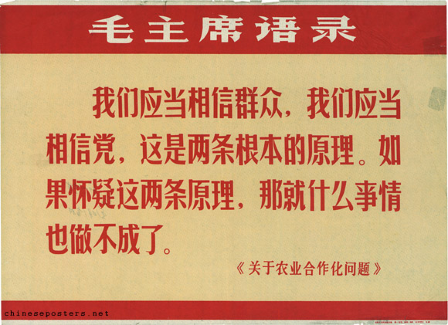 毛主席语录
我们应当相信群众，我们应当
相信党，这是两条根本的原理。如
果怀疑这两条原理，那就什么事情
也做不成了。
《关于农业合作化问题》
chineseposters.net